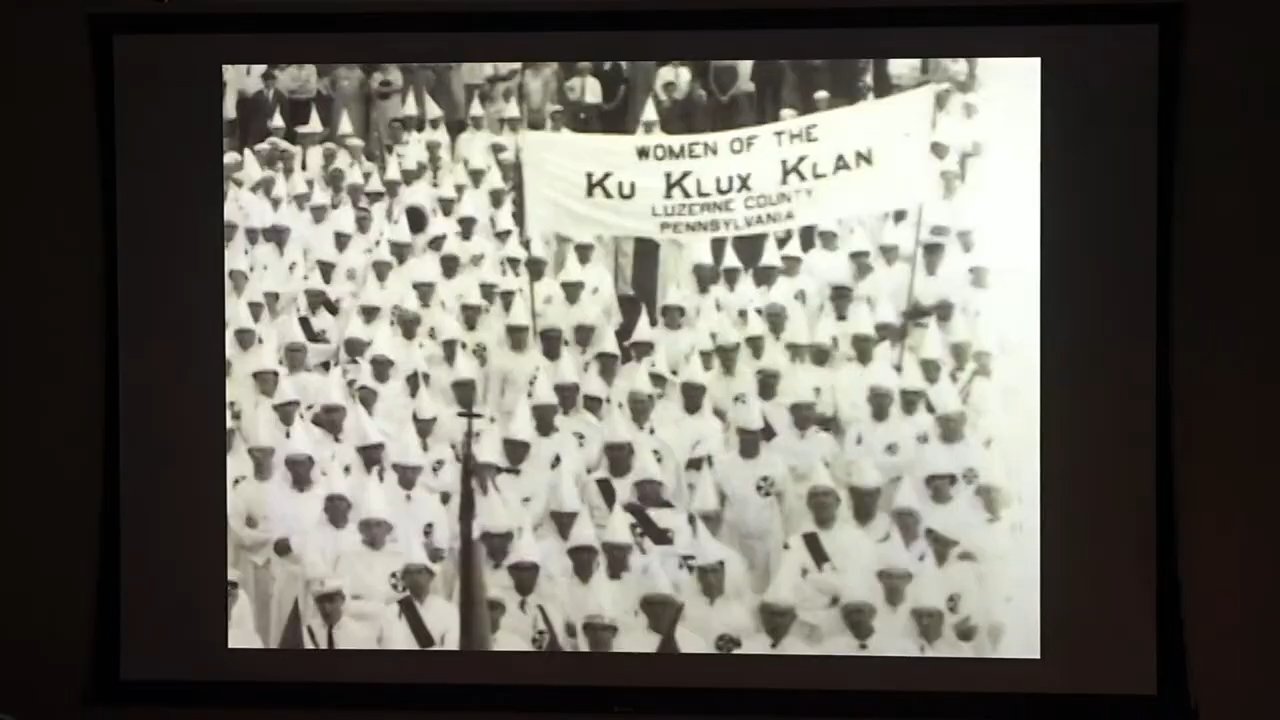 WOMEN OF THE
KU KLUX KLAN
LUZERNE COUNTY
PENNSYLVANIA